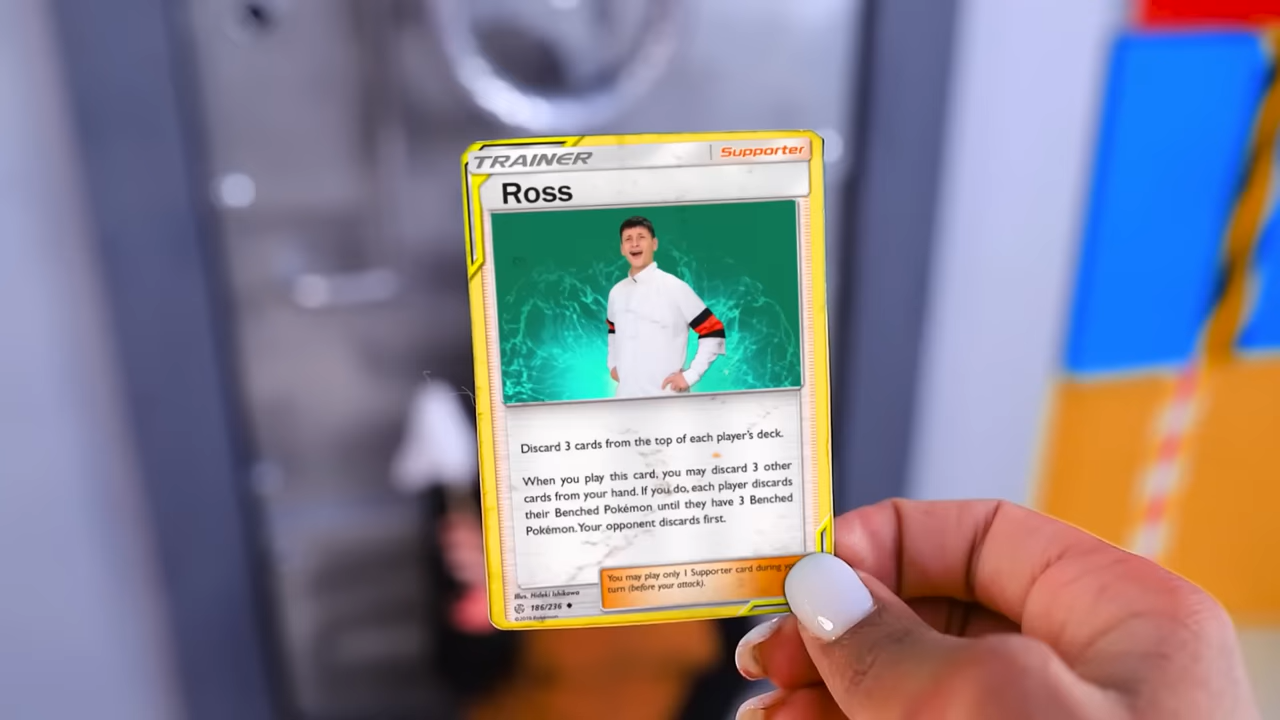 TRAINER
Supporter
Ross
Discard 3 cards from the top of each player's deck.
When you play this card, you may discard 3 other
cards from your hand. If you do, each player discards
their Benched Pokémon until they have 3 Benched
Pokémon. Your opponent discards first.
You may play only 1 Supporter card during
turn (before your attack).
Illus. Hideki Ishikawa
186/236
©2019 Pokémon